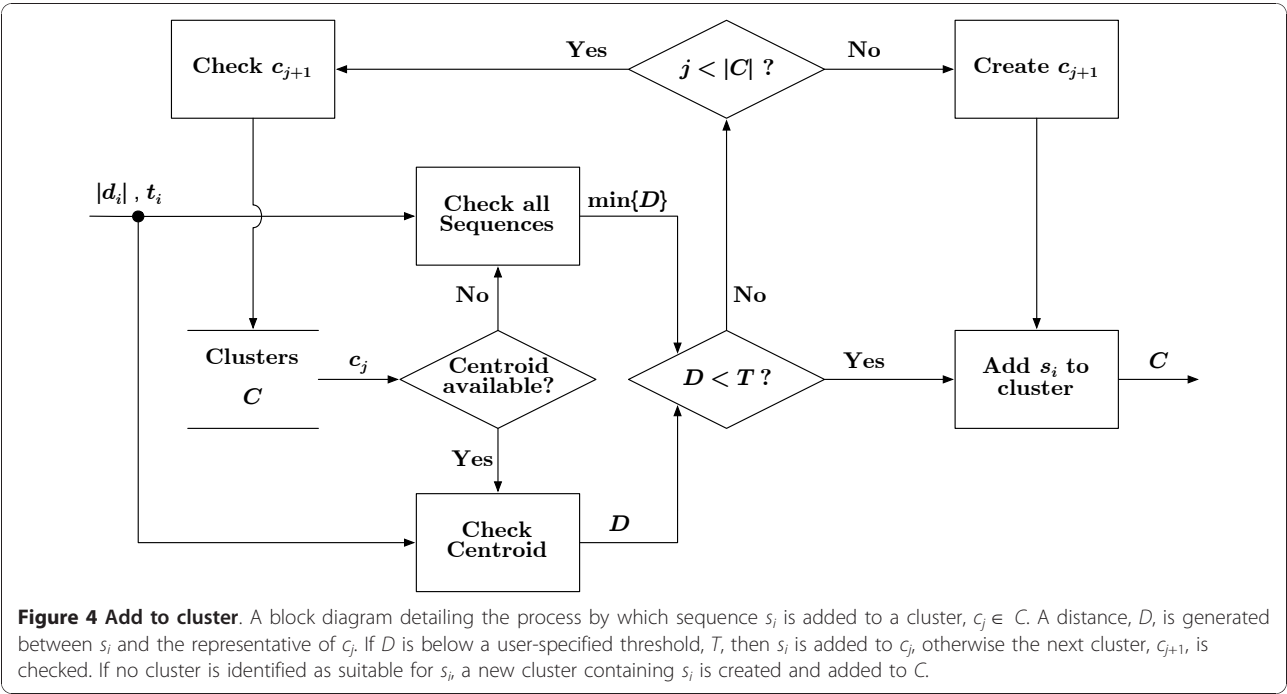 Check c_{j+1}
Yes
j < |C| ?
No
Create c_{j+1}
|d_i| , t_i
Check all
Sequences
min{D}
No
No
Clusters
C
c_j
Centroid
available?
D < T ?
Yes
Add s_i to
cluster
C
Yes
Check
Centroid
D
Figure 4 Add to cluster. A block diagram detailing the process by which sequence s_i is added to a cluster, c_j ∈ C. A distance, D, is generated
between s_i and the representative of c_j. If D is below a user-specified threshold, T, then s_i is added to c_j, otherwise the next cluster, c_{j+1}, is
checked. If no cluster is identified as suitable for s_i, a new cluster containing s_i is created and added to C.